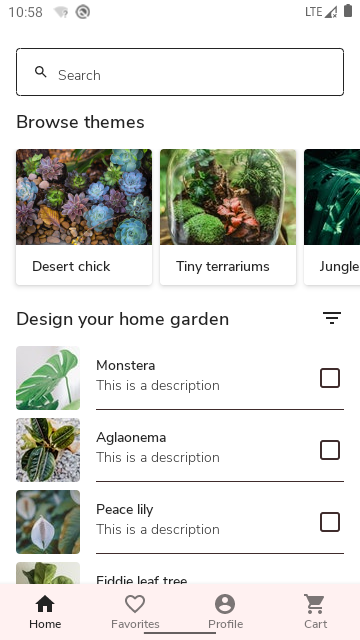 10:58
LTE
Search
Browse themes
Desert chick
Tiny terrariums
Jungle
Design your home garden
Monstera
This is a description
Aglaonema
This is a description
Peace lily
This is a description
Fiddle leaf tree
Home
Favorites
Profile
Cart